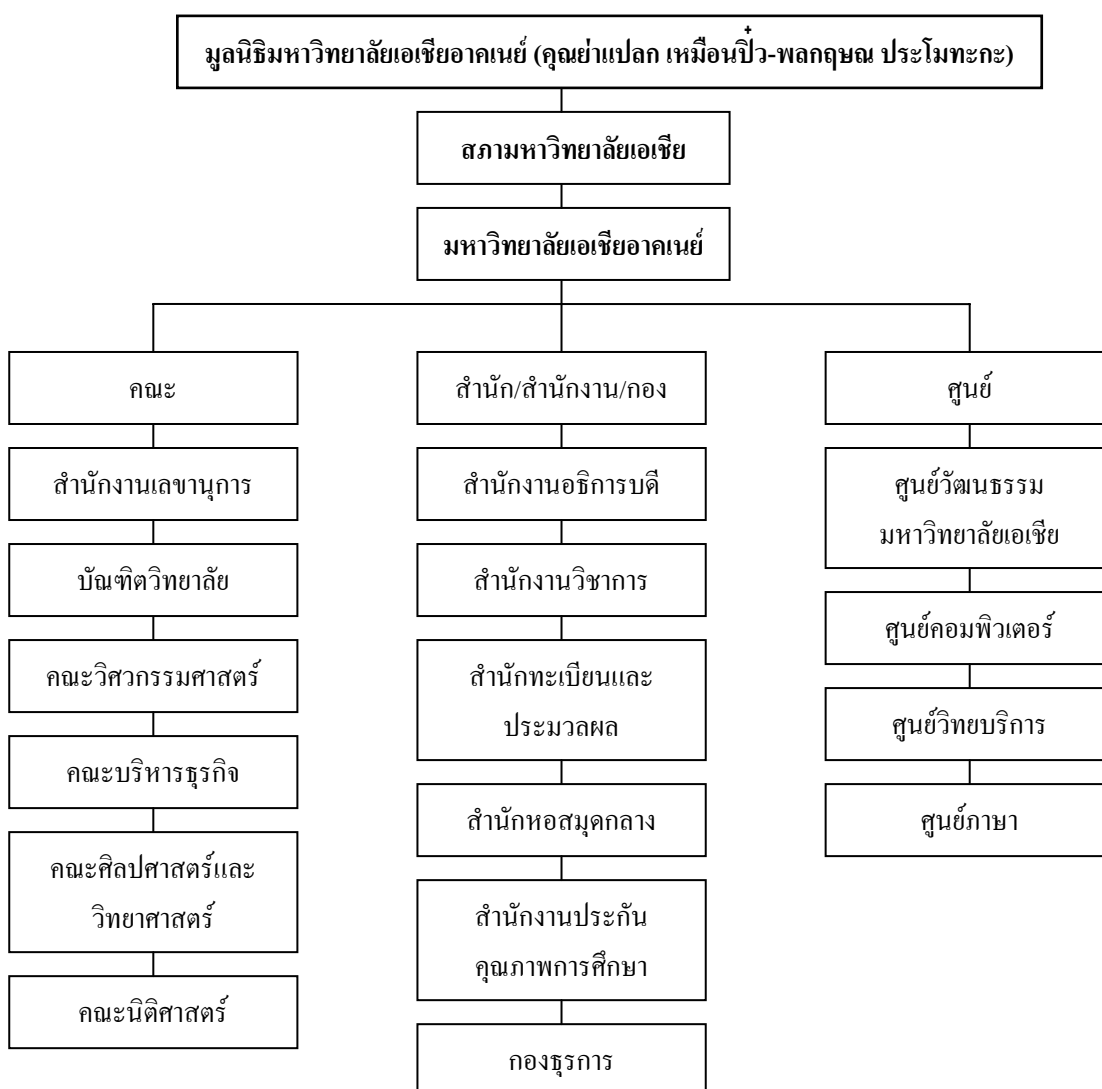 มูลนิธิมหาวิทยาลัยเอเชียอาคเนย์ (คุณย่าแปลก เหมือนปิ๋ว-พลกฤษณ ประโมทะกะ)
สภามหาวิทยาลัยเอเชีย
มหาวิทยาลัยเอเชียอาคเนย์
คณะ
สำนักงานเลขานุการ
บัณฑิตวิทยาลัย
คณะวิศวกรรมศาสตร์
คณะบริหารธุรกิจ
คณะศิลปศาสตร์และ
วิทยาศาสตร์
คณะนิติศาสตร์
สำนัก/สำนักงาน/กอง
สำนักงานอธิการบดี
สำนักงานวิชาการ
สำนักทะเบียนและ
ประมวลผล
สำนักหอสมุดกลาง
สำนักงานประกัน
คุณภาพการศึกษา
กองธุรการ
ศูนย์
ศูนย์วัฒนธรรม
มหาวิทยาลัยเอเชีย
ศูนย์คอมพิวเตอร์
ศูนย์วิทยบริการ
ศูนย์ภาษา